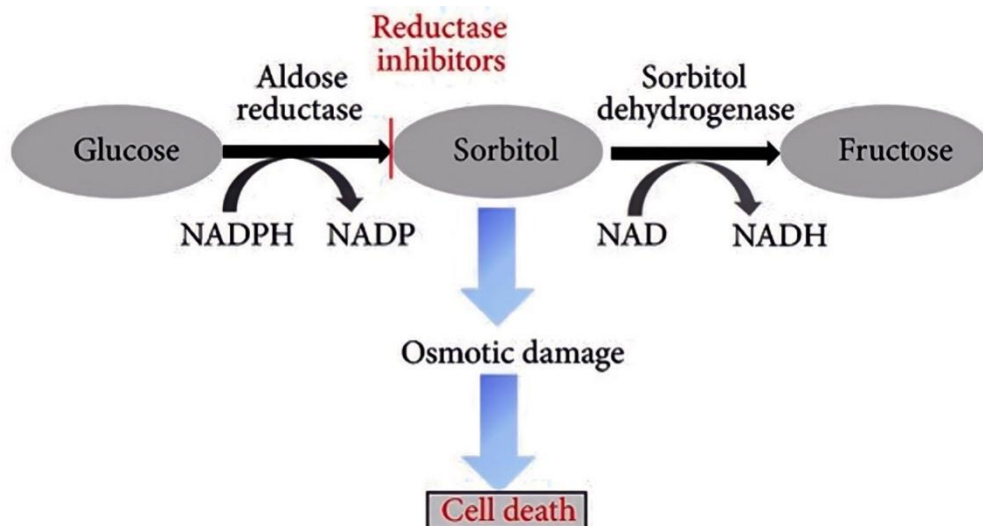 Reductase
inhibitors
Aldose
reductase
Sorbitol
dehydrogenase
Glucose
Sorbitol
Fructose
NADPH
NADP
NAD
NADH
Osmotic damage
Cell death